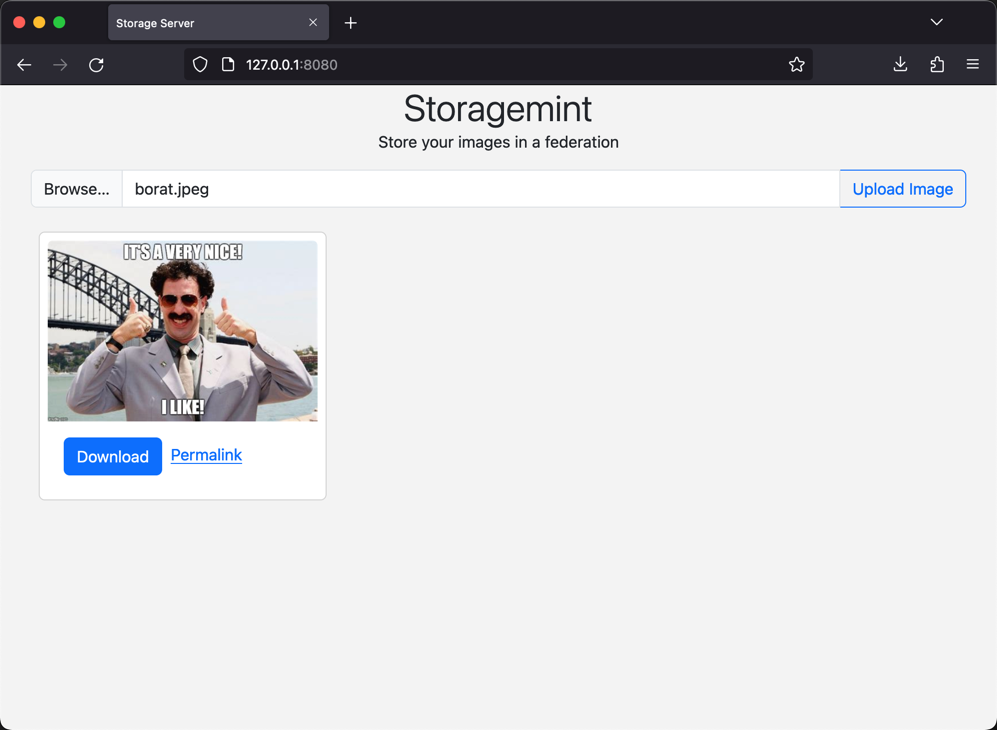 Storage Server
127.0.0.1:8080
Storagemint
Store your images in a federation
Browse... borat.jpeg Upload Image
IT'S A VERY NICE!
I LIKE!
Download Permalink